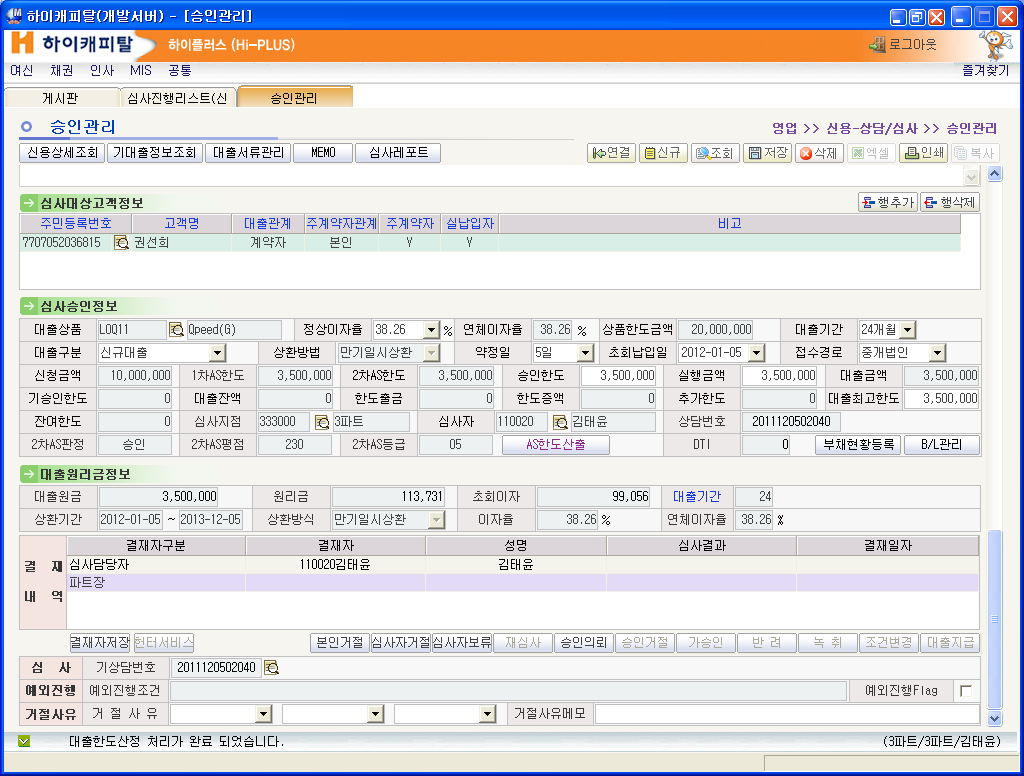 하이캐피탈(개발서버) - [승인관리]
하이캐피탈 하이플러스 (Hi-PLUS) 로그아웃
여신 채권 인사 MIS 공통 즐겨찾기
게시판 심사진행리스트(신 승인관리
승인관리 영업 >> 신용-상담/심사 >> 승인관리
신용상세조회 기대출정보조회 대출서류관리 MEMO 심사레포트 연결 신규 조회 저장 삭제 엑셀 인쇄 복사
심사대상고객정보 행추가 행삭제
주민등록번호 고객명 대출관계 주계약자관계 주계약자 실납입자 비고
7707052036815 권선희 계약자 본인 Y Y
심사승인정보
대출상품 LOQ11 Qpeed(G) 정상이자율 38.26 % 연체이자율 38.26 % 상품한도금액 20,000,000 대출기간 24개월
대출구분 신규대출 상환방법 만기일시상환 약정일 5일 초회납입일 2012-01-05 접수경로 중개법인
신청금액 10,000,000 1차AS한도 3,500,000 2차AS한도 3,500,000 승인한도 3,500,000 실행금액 3,500,000 대출금액 3,500,000
기승인한도 0 대출잔액 0 한도출금 0 한도증액 0 추가한도 0 대출최고한도 3,500,000
잔여한도 0 심사지점 333000 3파트 심사자 110020 김태윤 상담번호 2011120502040
2차AS판정 승인 2차AS평점 230 2차AS등급 05 AS한도산출 DTI 0 부채현황등록 B/L관리
대출원리금정보
대출원금 3,500,000 원리금 113,731 초회이자 99,056 대출기간 24
상환기간 2012-01-05 ~ 2013-12-05 상환방식 만기일시상환 이자율 38.26 % 연체이자율 38.26 %
결재자구분 결재자 성명 심사결과 결재일자
결 재 심사담당자 110020김태윤 김태윤
파트장
내 역
결재자저장 헌터서비스 본인거절 심사자거절 심사자보류 재심사 승인의뢰 승인거절 가승인 반 려 녹 취 조건변경 대출지급
심 사 기상담번호 2011120502040
예외진행 예외진행조건 예외진행Flag
거절사유 거 절 사 유 거절사유메모
대출한도산정 처리가 완료 되었습니다. (3파트/3파트/김태윤)